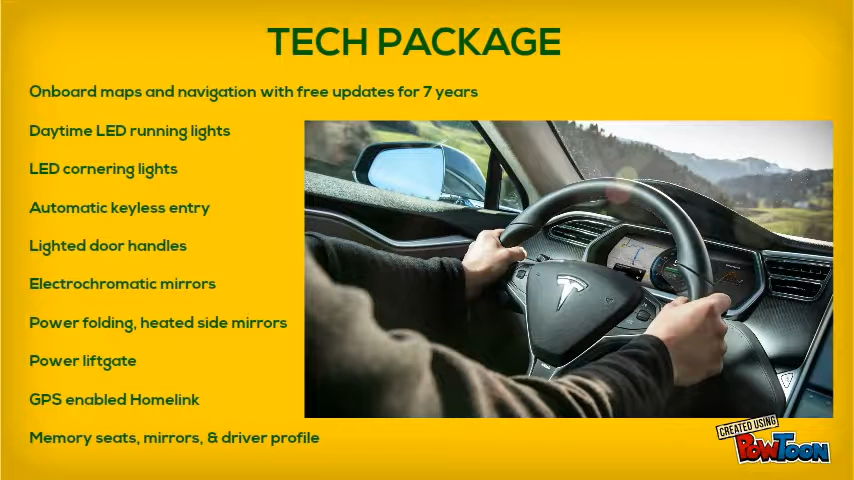 TECH PACKAGE
Onboard maps and navigation with free updates for 7 years
Daytime LED running lights
LED cornering lights
Automatic keyless entry
Lighted door handles
Electrochromatic mirrors
Power folding, heated side mirrors
Power liftgate
GPS enabled Homelink
Memory seats, mirrors, & driver profile
CREATED USING
POWTOON